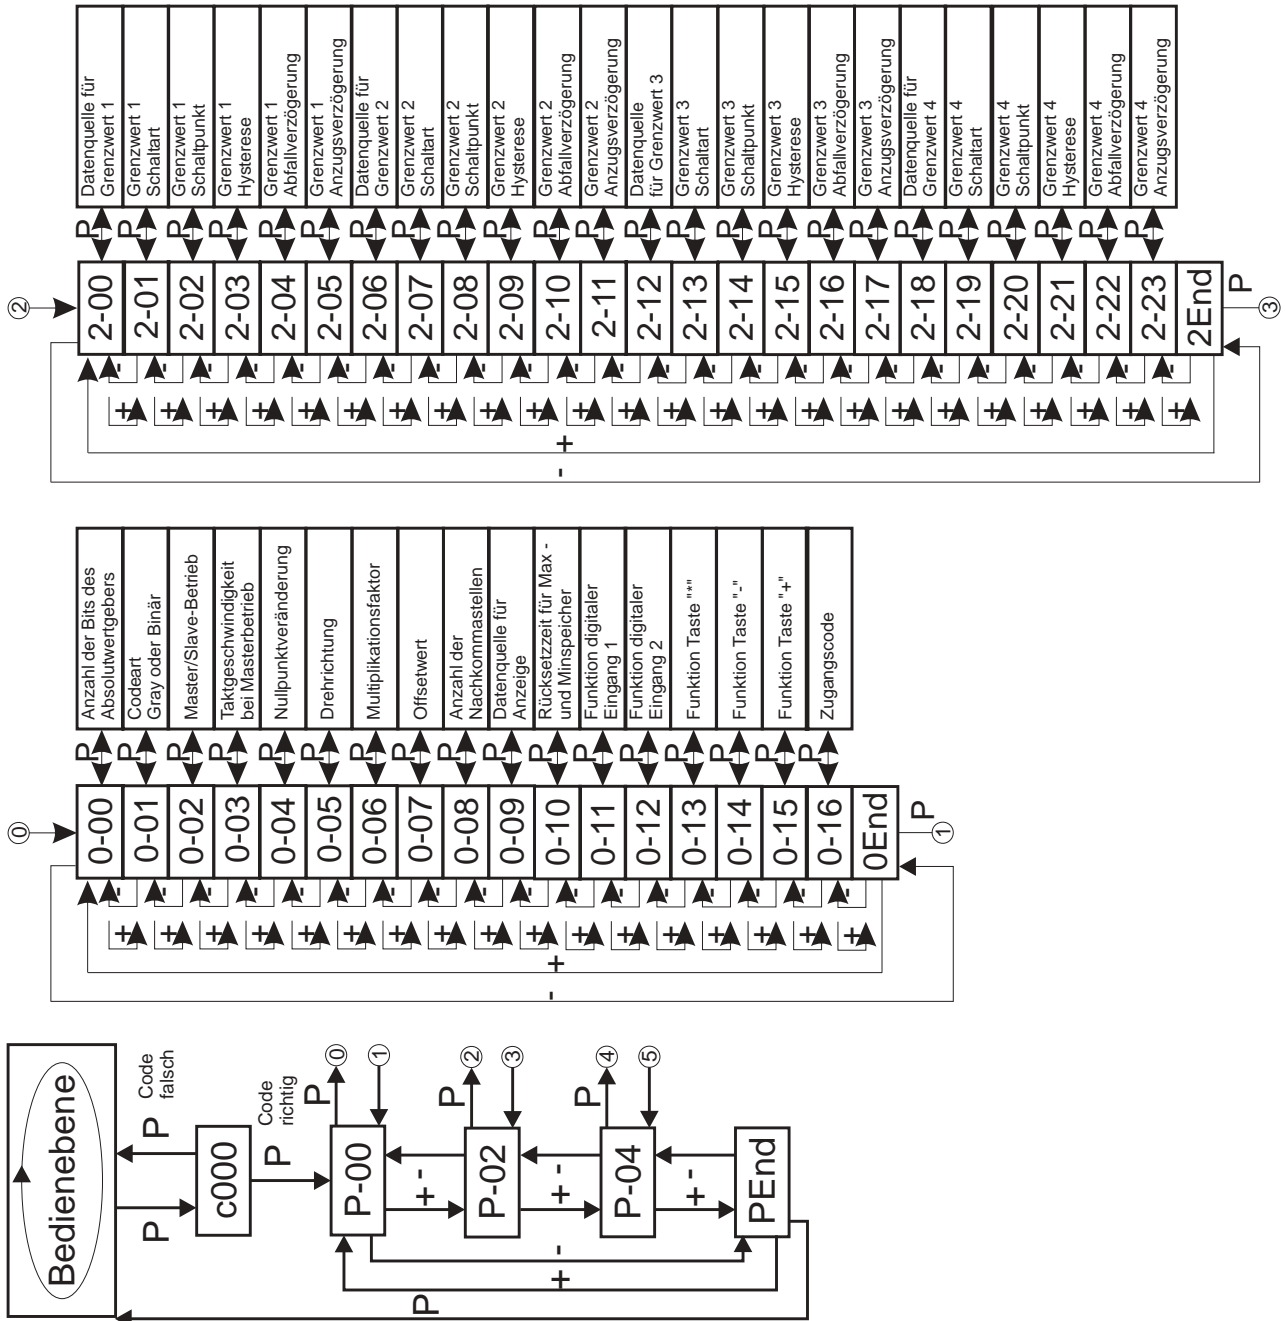 Bedienebene
P
P
Code
falsch
c000
P
Code
richtig
P-00
P
0
1
+
-
P-02
P
2
3
+
-
P-04
P
4
5
+
-
PEnd
+
-
P
0
0-00
P
Anzahl der Bits des
Absolutwertgebers
+
-
0-01
P
Codeart
Gray oder Binär
+
-
0-02
P
Master/Slave-Betrieb
+
-
0-03
P
Taktgeschwindigkeit
bei Masterbetrieb
+
-
0-04
P
Nullpunktveränderung
+
-
0-05
P
Drehrichtung
+
-
0-06
P
Multiplikationsfaktor
+
-
0-07
P
Offsetwert
+
-
0-08
P
Anzahl der
Nachkommastellen
+
-
0-09
P
Datenquelle für
Anzeige
+
-
0-10
P
Rücksetzzeit für Max -
und Minspeicher
+
-
0-11
P
Funktion digitaler
Eingang 1
+
-
0-12
P
Funktion digitaler
Eingang 2
+
-
0-13
P
Funktion Taste "*"
+
-
0-14
P
Funktion Taste "-"
+
-
0-15
P
Funktion Taste "+"
+
-
0-16
P
Zugangscode
+
-
0End
P
1
+
-
2
2-00
P
Datenquelle für
Grenzwert 1
+
-
2-01
P
Grenzwert 1
Schaltart
+
-
2-02
P
Grenzwert 1
Schaltpunkt
+
-
2-03
P
Grenzwert 1
Hysterese
+
-
2-04
P
Grenzwert 1
Abfallverzögerung
+
-
2-05
P
Grenzwert 1
Anzugsverzögerung
+
-
2-06
P
Datenquelle für
Grenzwert 2
+
-
2-07
P
Grenzwert 2
Schaltart
+
-
2-08
P
Grenzwert 2
Schaltpunkt
+
-
2-09
P
Grenzwert 2
Hysterese
+
-
2-10
P
Grenzwert 2
Abfallverzögerung
+
-
2-11
P
Grenzwert 2
Anzugsverzögerung
+
-
2-12
P
Datenquelle
für Grenzwert 3
+
-
2-13
P
Grenzwert 3
Schaltart
+
-
2-14
P
Grenzwert 3
Schaltpunkt
+
-
2-15
P
Grenzwert 3
Hysterese
+
-
2-16
P
Grenzwert 3
Abfallverzögerung
+
-
2-17
P
Grenzwert 3
Anzugsverzögerung
+
-
2-18
P
Datenquelle für
Grenzwert 4
+
-
2-19
P
Grenzwert 4
Schaltart
+
-
2-20
P
Grenzwert 4
Schaltpunkt
+
-
2-21
P
Grenzwert 4
Hysterese
+
-
2-22
P
Grenzwert 4
Abfallverzögerung
+
-
2-23
P
Grenzwert 4
Anzugsverzögerung
+
-
2End
P
3
+
-